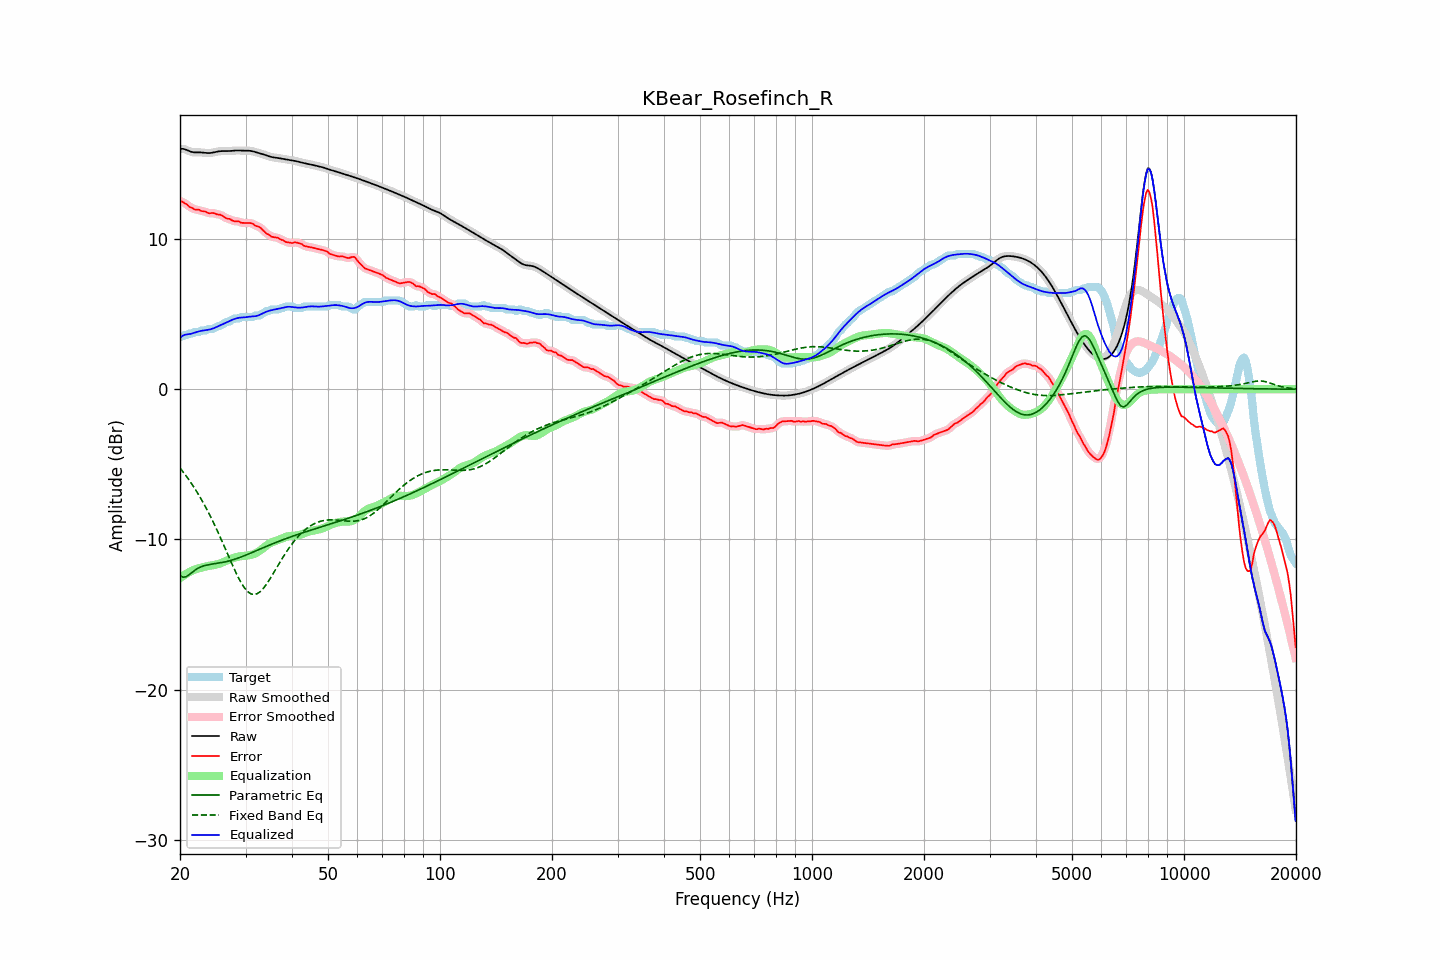 KBear_Rosefinch_R
Amplitude (dBr)
10
0
−10
−20
−30
Target
Raw Smoothed
Error Smoothed
Raw
Error
Equalization
Parametric Eq
Fixed Band Eq
Equalized
20 50 100 200 500 1000 2000 5000 10000 20000
Frequency (Hz)